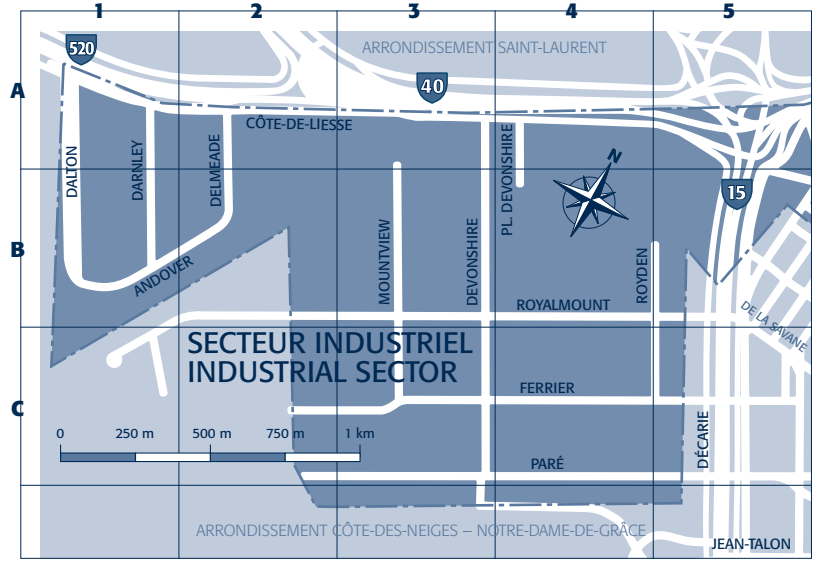 1 2 3 4 5
520
ARRONDISSEMENT SAINT-LAURENT
A
40
CÔTE-DE-LIESSE
DALTON
DARNLEY
DELMEADE
PL. DEVONSHIRE
N
15
B
ANDOVER
MOUNTVIEW
DEVONSHIRE
ROYDEN
ROYALMOUNT
DE LA SAVANE
SECTEUR INDUSTRIEL
INDUSTRIAL SECTOR
C
FERRIER
0 250 m 500 m 750 m 1 km
DÉCARIE
PARÉ
ARRONDISSEMENT CÔTE-DES-NEIGES – NOTRE-DAME-DE-GRÂCE
JEAN-TALON